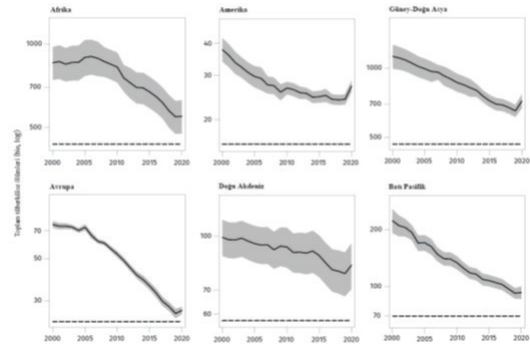 Afrika
1000
700
500
2000 2005 2010 2015 2020
Amerika
40
30
20
2000 2005 2010 2015 2020
Güney-Doğu Asya
1000
700
500
2000 2005 2010 2015 2020
Toplam tüberküloz ölümleri (bin, log)
Avrupa
70
50
30
2000 2005 2010 2015 2020
Doğu Akdeniz
100
70
60
2000 2005 2010 2015 2020
Batı Pasifik
200
100
70
2000 2005 2010 2015 2020